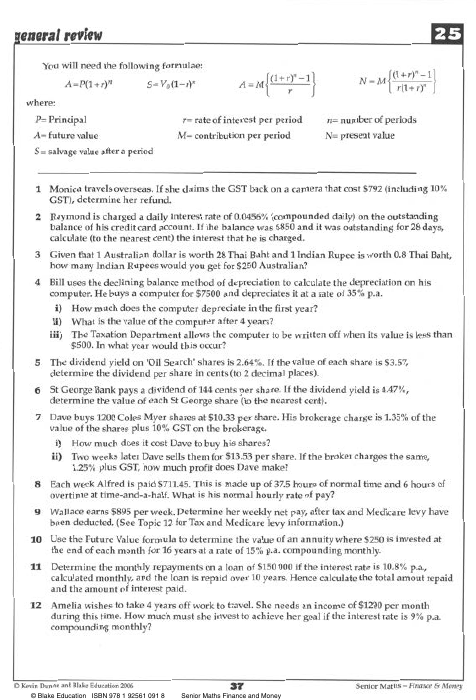 general review 25
You will need the following formulae:
A=P(1+r)ⁿ S=V₀(1-r)ⁿ A=M{(1+r)ⁿ-1 / r} N=M{(1+r)ⁿ-1 / r(1+r)ⁿ}
where:
P= Principal r= rate of interest per period n= number of periods
A= future value M= contribution per period N= present value
S= salvage value after a period
1 Monica travels overseas. If she claims the GST back on a camera that cost $792 (including 10%
GST), determine her refund.
2 Raymond is charged a daily interest rate of 0.0456% (compounded daily) on the outstanding
balance of his credit card account. If the balance was $850 and it was outstanding for 28 days,
calculate (to the nearest cent) the interest that he is charged.
3 Given that 1 Australian dollar is worth 28 Thai Baht and 1 Indian Rupee is worth 0.8 Thai Baht,
how many Indian Rupees would you get for $250 Australian?
4 Bill uses the declining balance method of depreciation to calculate the depreciation on his
computer. He buys a computer for $7500 and depreciates it at a rate of 35% p.a.
i) How much does the computer depreciate in the first year?
ii) What is the value of the computer after 4 years?
iii) The Taxation Department allows the computer to be written off when its value is less than
$500. In what year would this occur?
5 The dividend yield on 'Oil Search' shares is 2.64%. If the value of each share is $3.57,
determine the dividend per share in cents (to 2 decimal places).
6 St George Bank pays a dividend of 144 cents per share. If the dividend yield is 4.47%,
determine the value of each St George share (to the nearest cent).
7 Dave buys 1200 Coles Myer shares at $10.33 per share. His brokerage charge is 1.35% of the
value of the shares plus 10% GST on the brokerage.
i) How much does it cost Dave to buy his shares?
ii) Two weeks later Dave sells them for $13.53 per share. If the broker charges the same,
1.25% plus GST, how much profit does Dave make?
8 Each week Alfred is paid $711.45. This is made up of 37.5 hours of normal time and 6 hours of
overtime at time-and-a-half. What is his normal hourly rate of pay?
9 Wallace earns $895 per week. Determine her weekly net pay, after tax and Medicare levy have
been deducted. (See Topic 12 for Tax and Medicare levy information.)
10 Use the Future Value formula to determine the value of an annuity where $250 is invested at
the end of each month for 16 years at a rate of 15% p.a. compounding monthly.
11 Determine the monthly repayments on a loan of $150 900 if the interest rate is 10.8% p.a.,
calculated monthly, and the loan is repaid over 10 years. Hence calculate the total amout repaid
and the amount of interest paid.
12 Amelia wishes to take 4 years off work to travel. She needs an income of $1290 per month
during this time. How much must she invest to achieve her goal if the interest rate is 9% p.a.
compounding monthly?
© Kevin and Blake Education 2006 37 Senior Maths – Finance & Money
© Blake Education ISBN 978 1 92561 091 8 Senior Maths Finance and Money